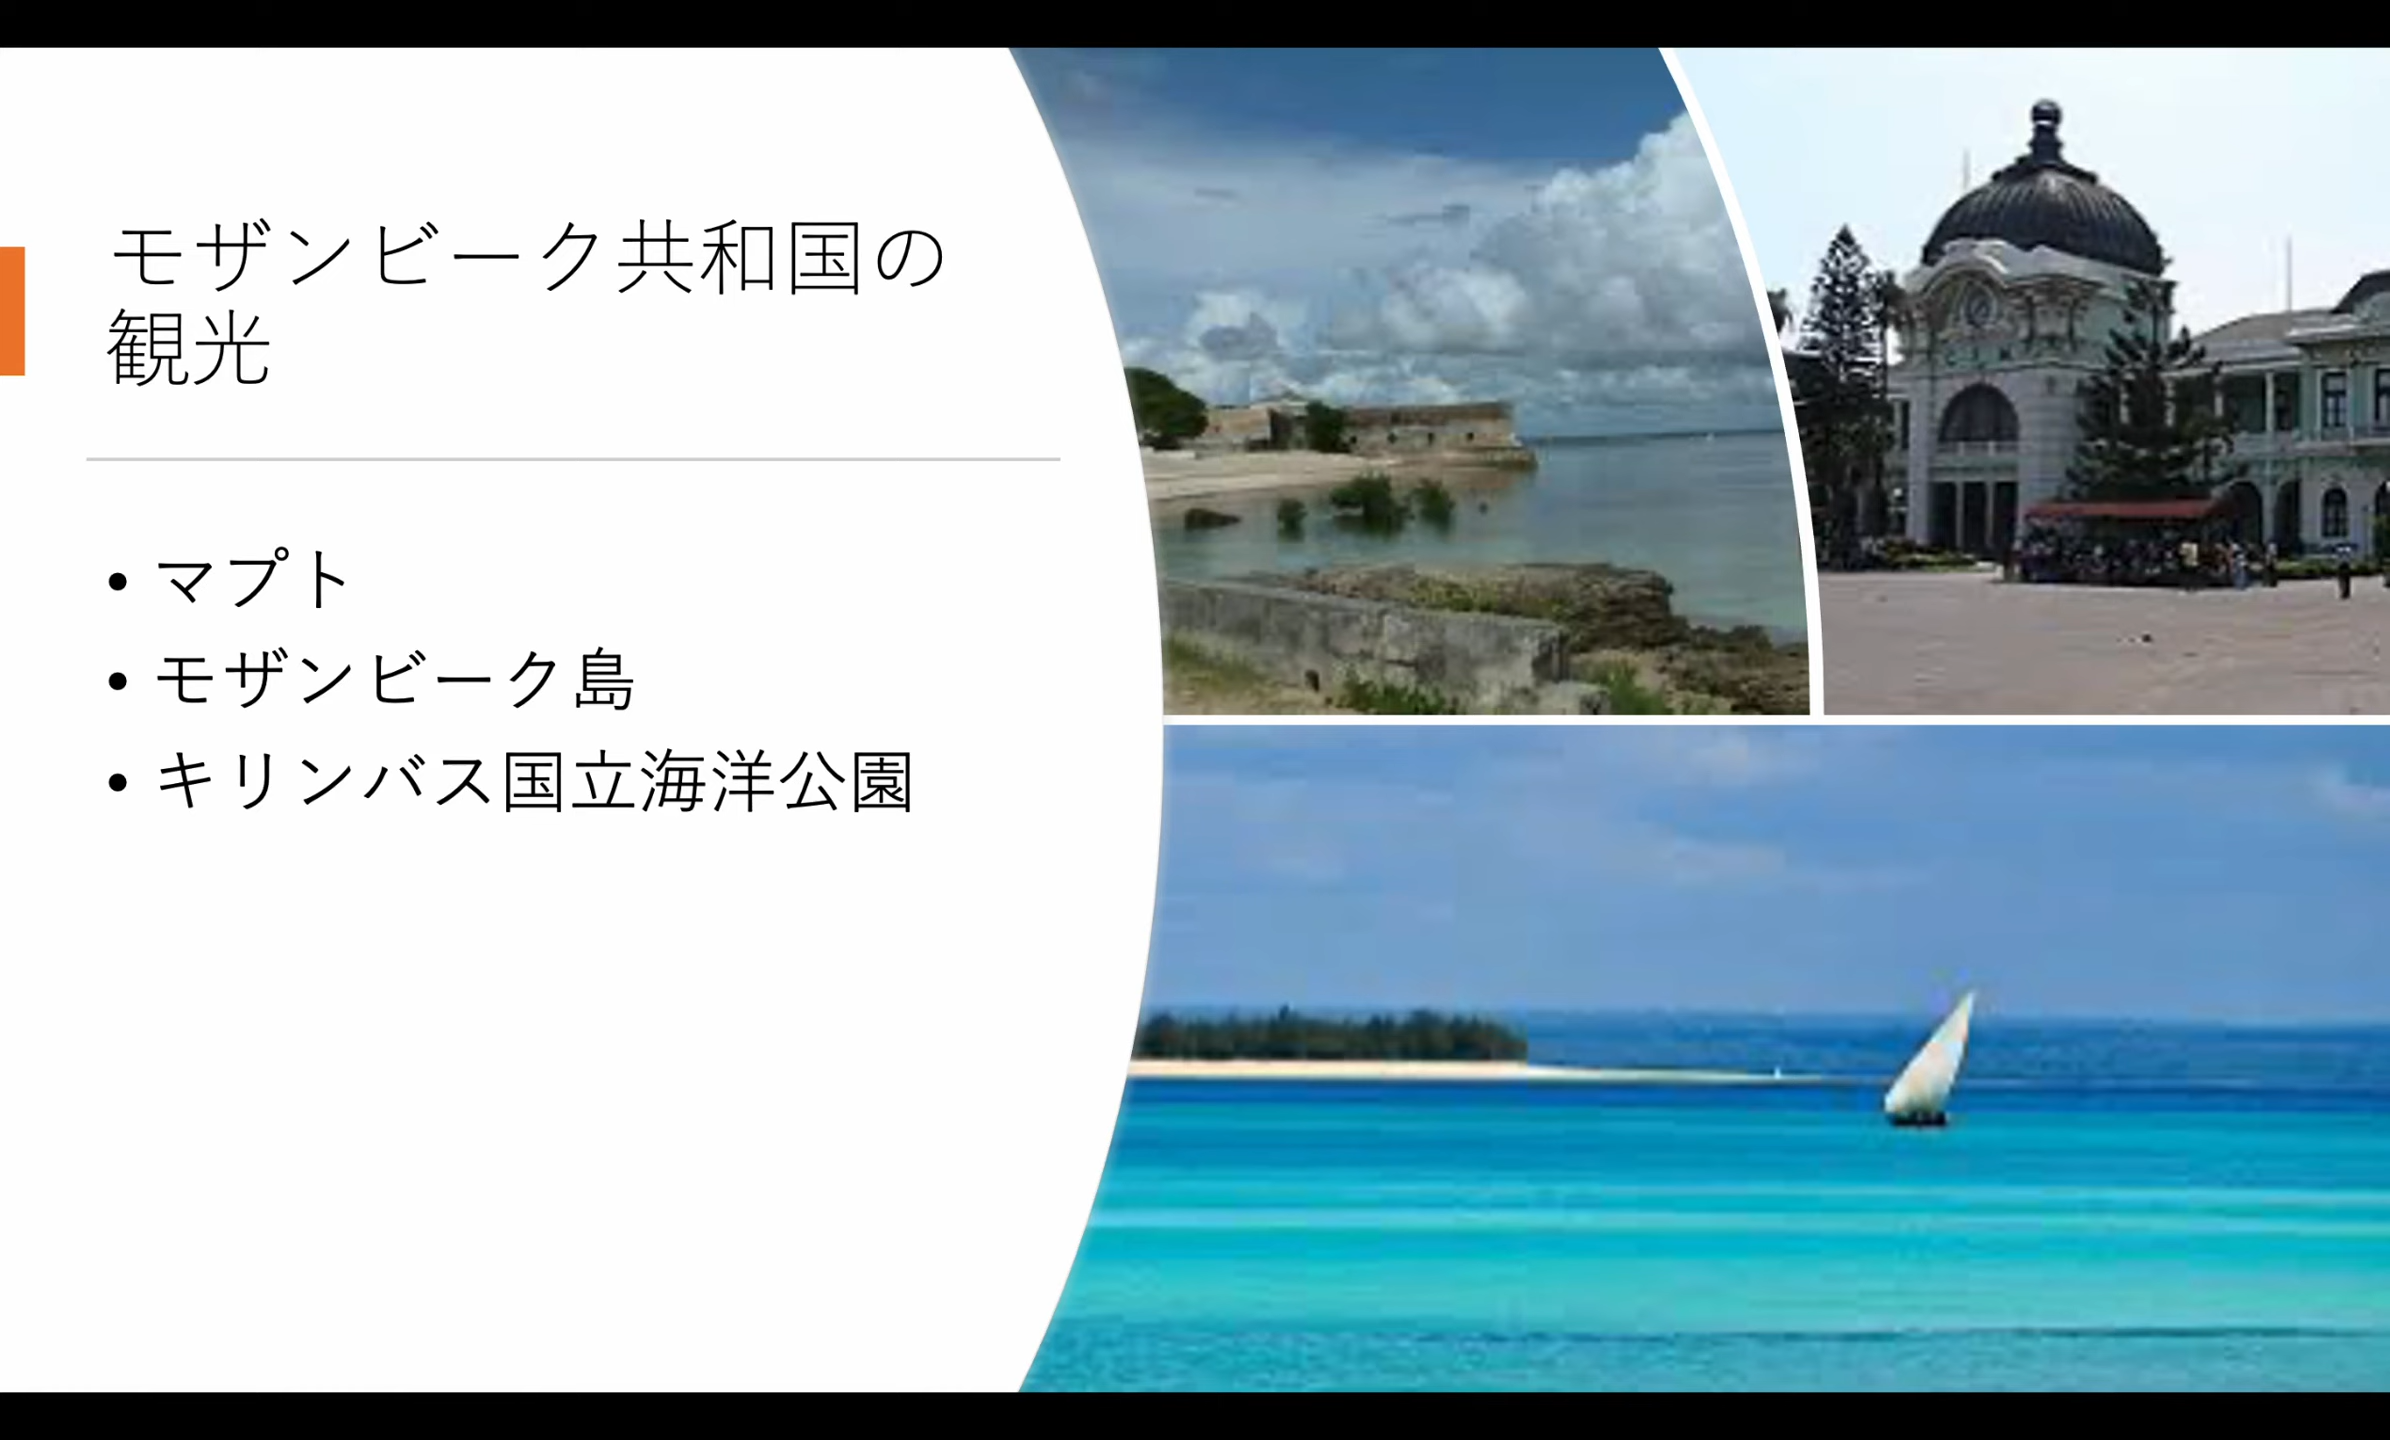 モザンビーク共和国の
観光
• マプト
• モザンビーク島
• キリンバス国立海洋公園